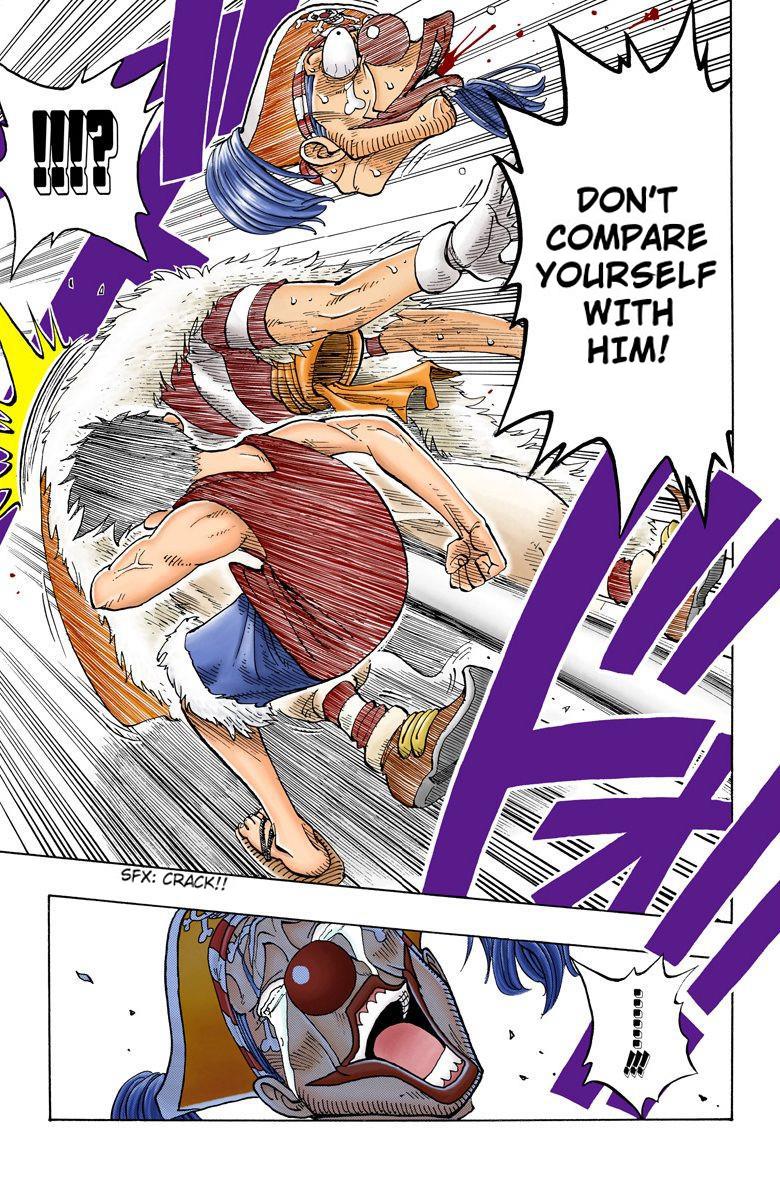 !!!?
DON'T
COMPARE
YOURSELF
WITH
HIM!
ドォ
!!!
SFX: CRACK!!
......!!!